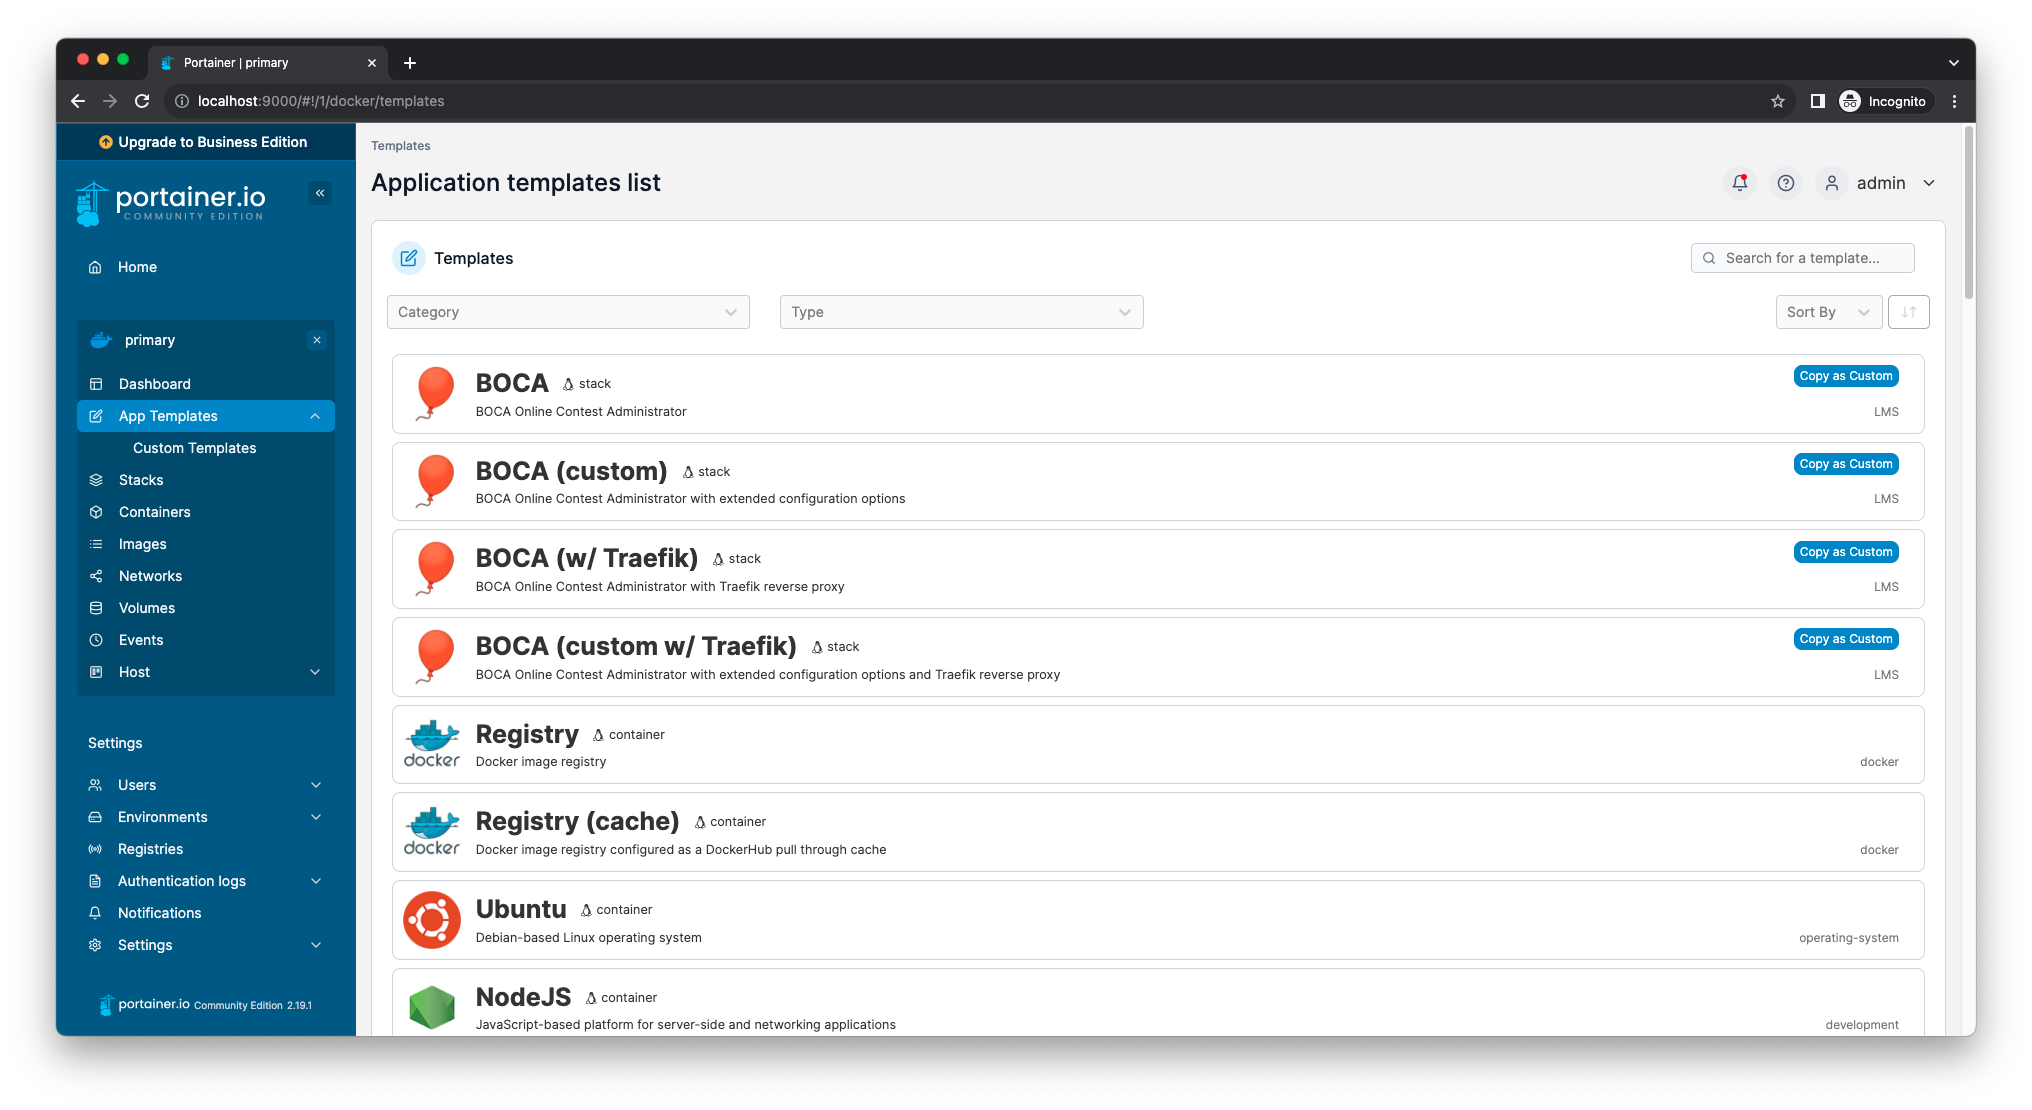 Portainer | primary
localhost:9000/#!/1/docker/templates
Incognito
Upgrade to Business Edition
portainer.io
COMMUNITY EDITION
Home
primary
Dashboard
App Templates
Custom Templates
Stacks
Containers
Images
Networks
Volumes
Events
Host
Settings
Users
Environments
Registries
Authentication logs
Notifications
Settings
portainer.io Community Edition 2.19.1
Templates
Application templates list
admin
Templates
Search for a template...
Category
Type
Sort By
BOCA stack
Copy as Custom
BOCA Online Contest Administrator
LMS
BOCA (custom) stack
Copy as Custom
BOCA Online Contest Administrator with extended configuration options
LMS
BOCA (w/ Traefik) stack
Copy as Custom
BOCA Online Contest Administrator with Traefik reverse proxy
LMS
BOCA (custom w/ Traefik) stack
Copy as Custom
BOCA Online Contest Administrator with extended configuration options and Traefik reverse proxy
LMS
docker
Registry container
Docker image registry
docker
docker
Registry (cache) container
Docker image registry configured as a DockerHub pull through cache
docker
Ubuntu container
Debian-based Linux operating system
operating-system
NodeJS container
JavaScript-based platform for server-side and networking applications
development